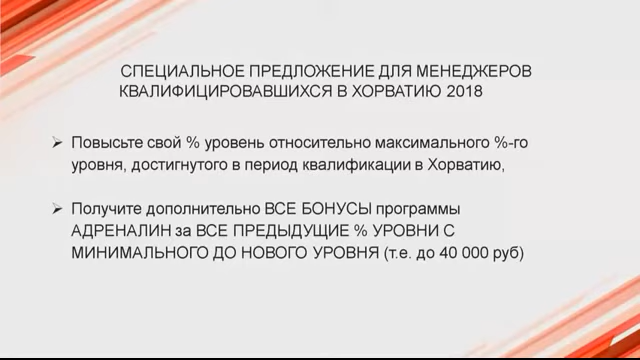 СПЕЦИАЛЬНОЕ ПРЕДЛОЖЕНИЕ ДЛЯ МЕНЕДЖЕРОВ
КВАЛИФИЦИРОВАВШИХСЯ В ХОРВАТИЮ 2018
Повысьте свой % уровень относительно максимального %-го
уровня, достигнутого в период квалификации в Хорватию,
Получите дополнительно ВСЕ БОНУСЫ программы
АДРЕНАЛИН за ВСЕ ПРЕДЫДУЩИЕ % УРОВНИ С
МИНИМАЛЬНОГО ДО НОВОГО УРОВНЯ (т.е. до 40 000 руб)